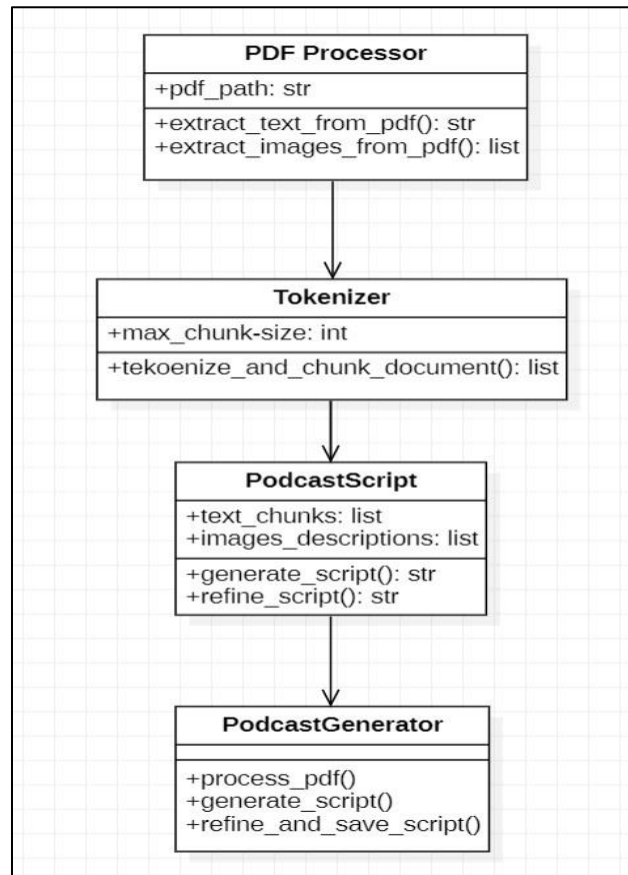 PDF Processor
+pdf_path: str
+extract_text_from_pdf(): str
+extract_images_from_pdf(): list
Tokenizer
+max_chunk-size: int
+tekoenize_and_chunk_document(): list
PodcastScript
+text_chunks: list
+images_descriptions: list
+generate_script(): str
+refine_script(): str
PodcastGenerator
+process_pdf()
+generate_script()
+refine_and_save_script()